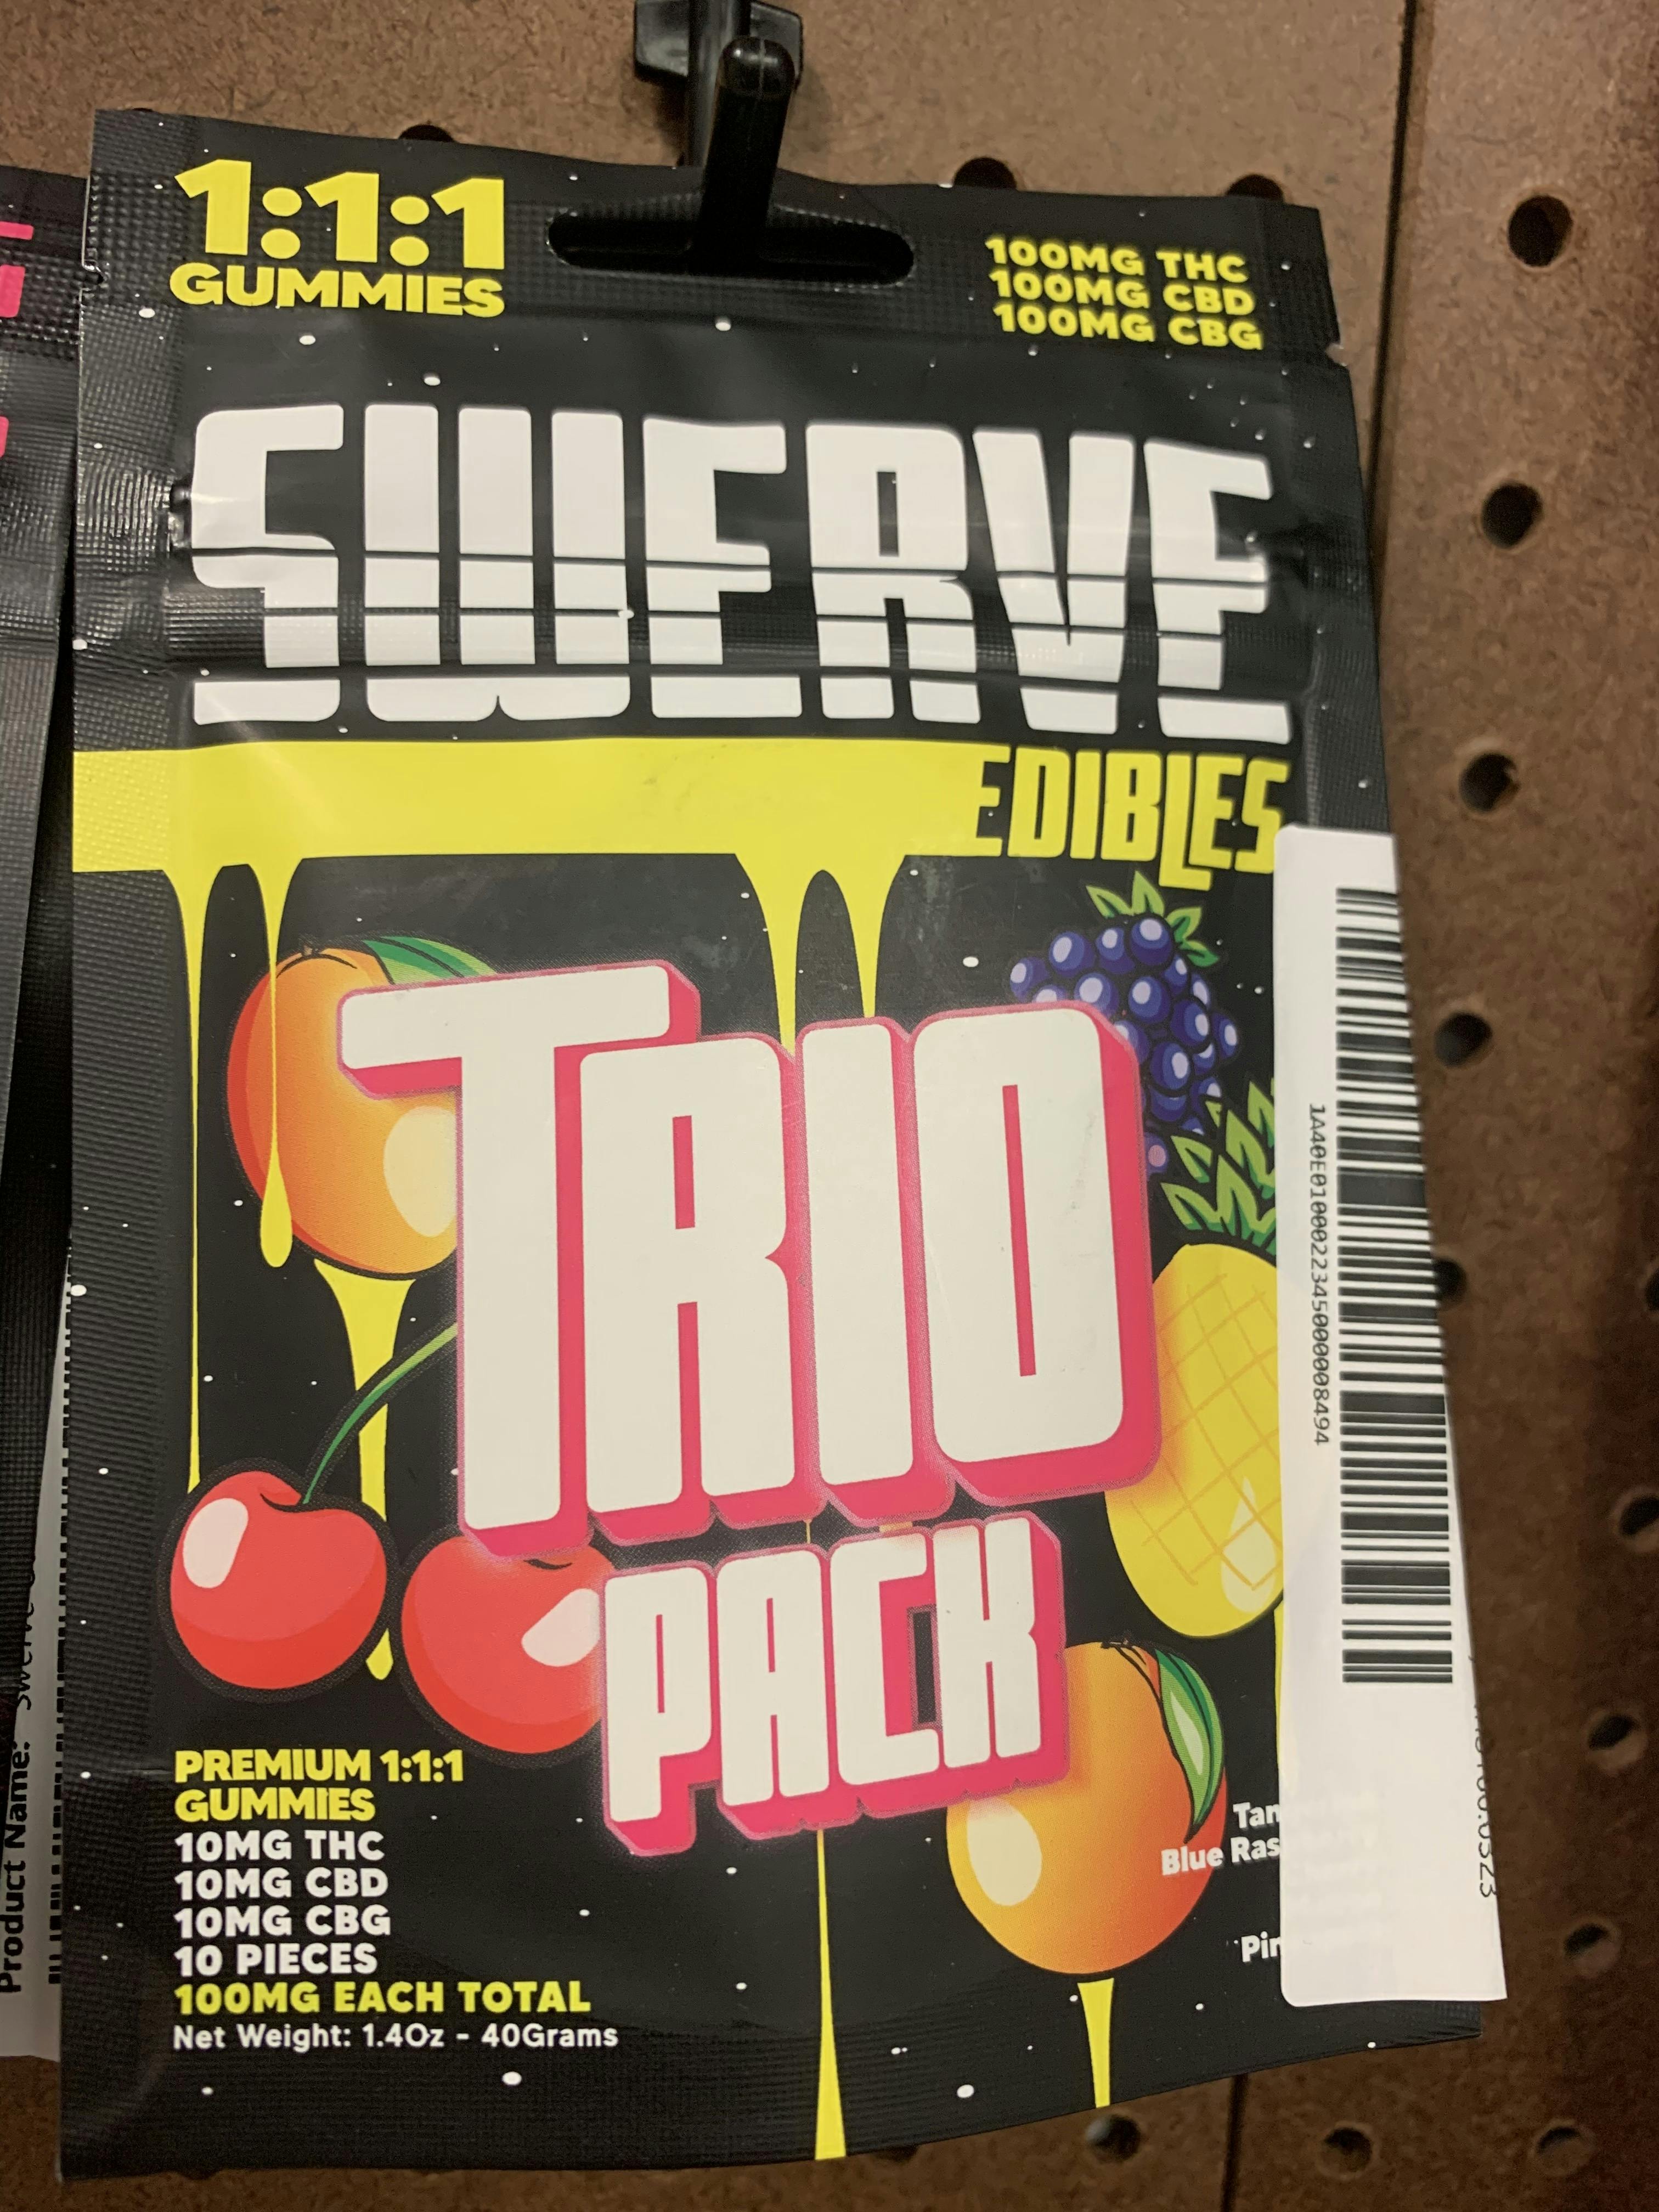 1:1:1
GUMMIES
100MG THC
100MG CBD
100MG CBG
SWERVE
EDIBLES
TRIO
PACK
1A40E0100022345000008494
PREMIUM 1:1:1
GUMMIES
10MG THC
10MG CBD
10MG CBG
10 PIECES
100MG EACH TOTAL
Net Weight: 1.4Oz - 40Grams
Blue
Product Name: Swerve